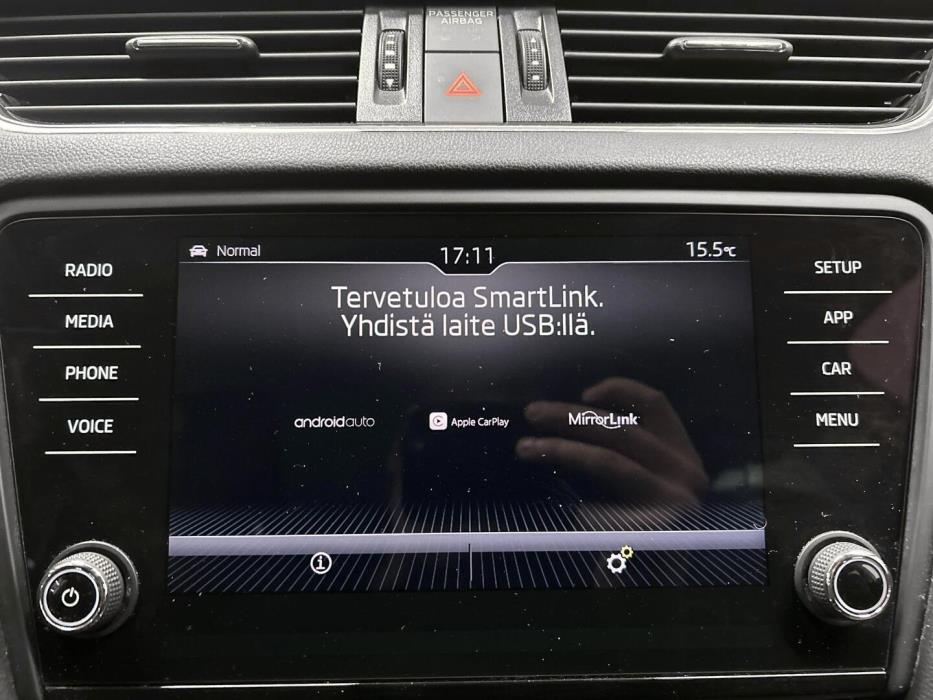 PASSENGER
AIRBAG
Normal
17:11
15.5°C
RADIO
MEDIA
PHONE
VOICE
Tervetuloa SmartLink.
Yhdistä laite USB:llä.
androidauto
Apple CarPlay
MirrorLink
SETUP
APP
CAR
MENU